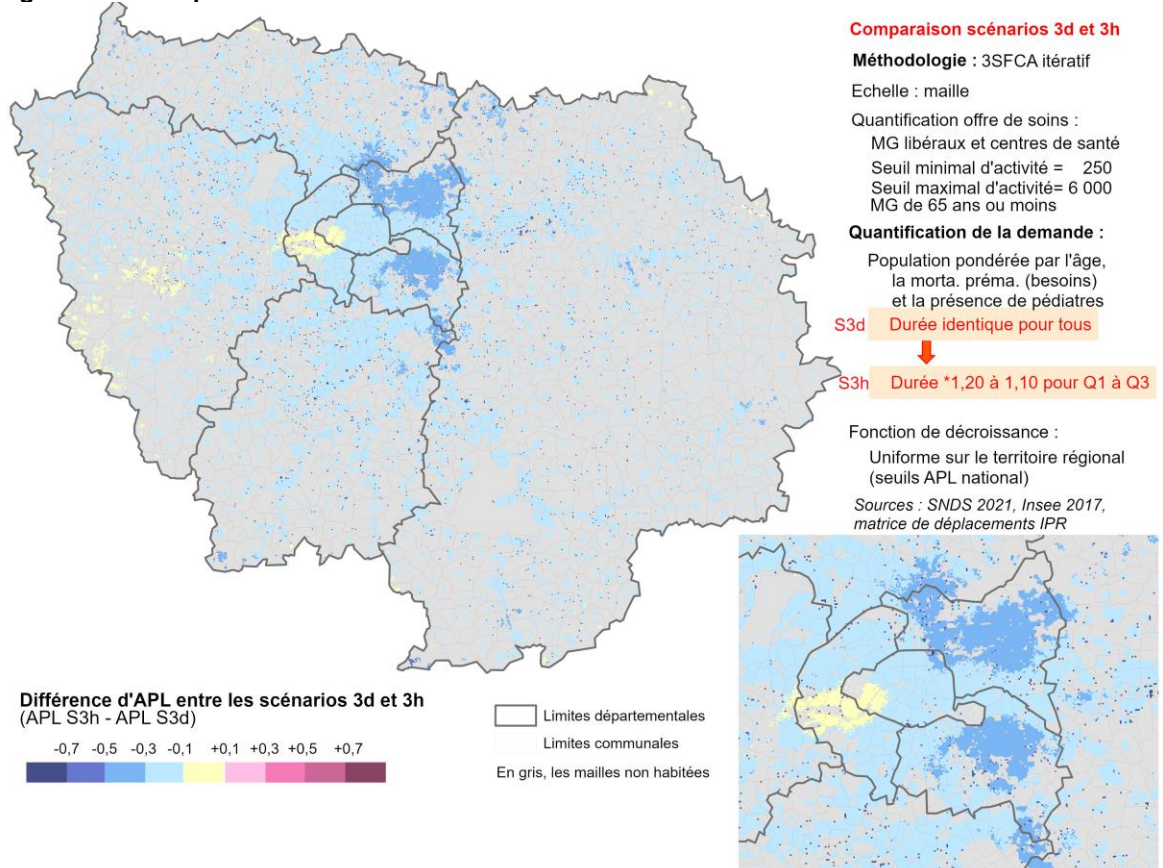 Comparaison scénarios 3d et 3h
Méthodologie : 3SFCA itératif
Echelle : maille
Quantification offre de soins :
MG libéraux et centres de santé
Seuil minimal d'activité = 250
Seuil maximal d'activité= 6 000
MG de 65 ans ou moins
Quantification de la demande :
Population pondérée par l'âge,
la morta. préma. (besoins)
et la présence de pédiatres
S3d Durée identique pour tous
S3h Durée *1,20 à 1,10 pour Q1 à Q3
Fonction de décroissance :
Uniforme sur le territoire régional
(seuils APL national)
Sources : SNDS 2021, Insee 2017,
matrice de déplacements IPR
Différence d'APL entre les scénarios 3d et 3h
(APL S3h - APL S3d)
-0,7 -0,5 -0,3 -0,1 +0,1 +0,3 +0,5 +0,7
Limites départementales
Limites communales
En gris, les mailles non habitées